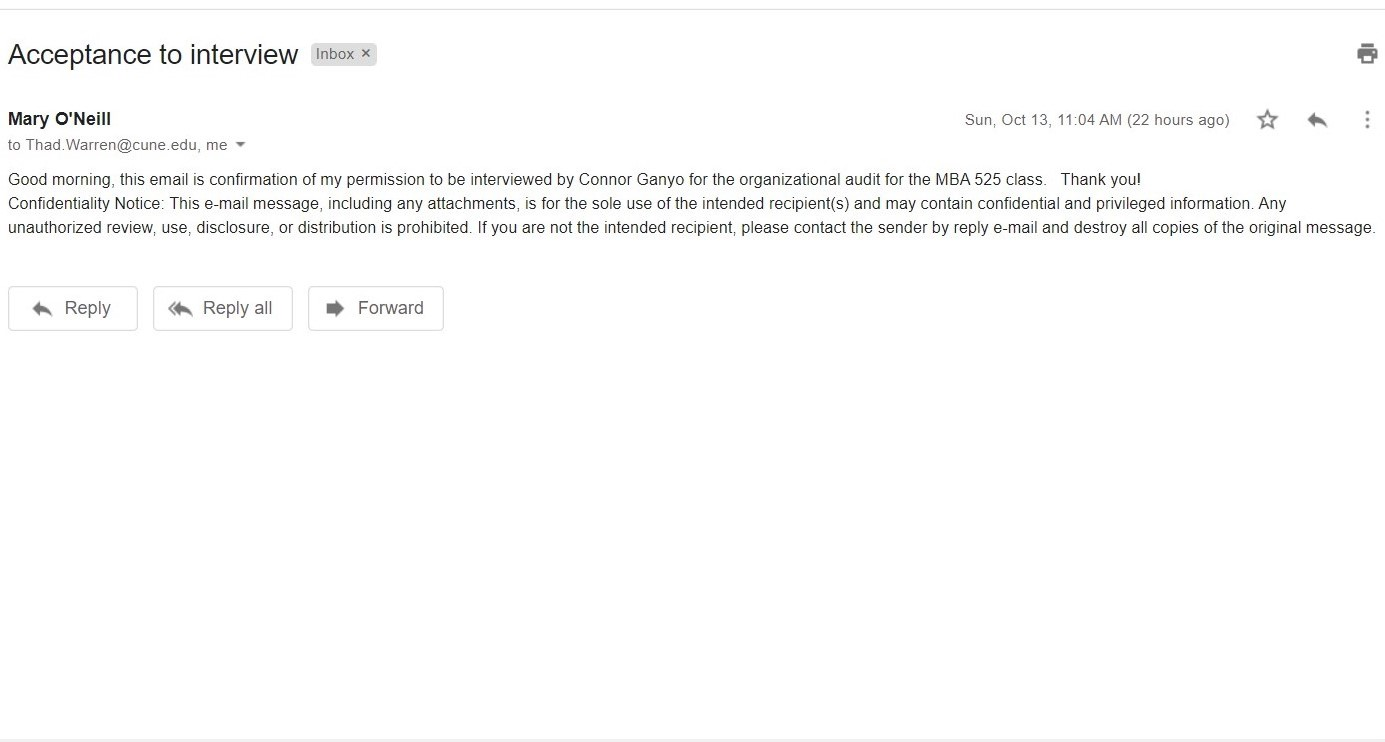 Acceptance to interview Inbox ×
Mary O'Neill
Sun, Oct 13, 11:04 AM (22 hours ago)
to Thad.Warren@cune.edu, me
Good morning, this email is confirmation of my permission to be interviewed by Connor Ganyo for the organizational audit for the MBA 525 class.   Thank you!
Confidentiality Notice: This e-mail message, including any attachments, is for the sole use of the intended recipient(s) and may contain confidential and privileged information. Any
unauthorized review, use, disclosure, or distribution is prohibited. If you are not the intended recipient, please contact the sender by reply e-mail and destroy all copies of the original message.
Reply Reply all Forward